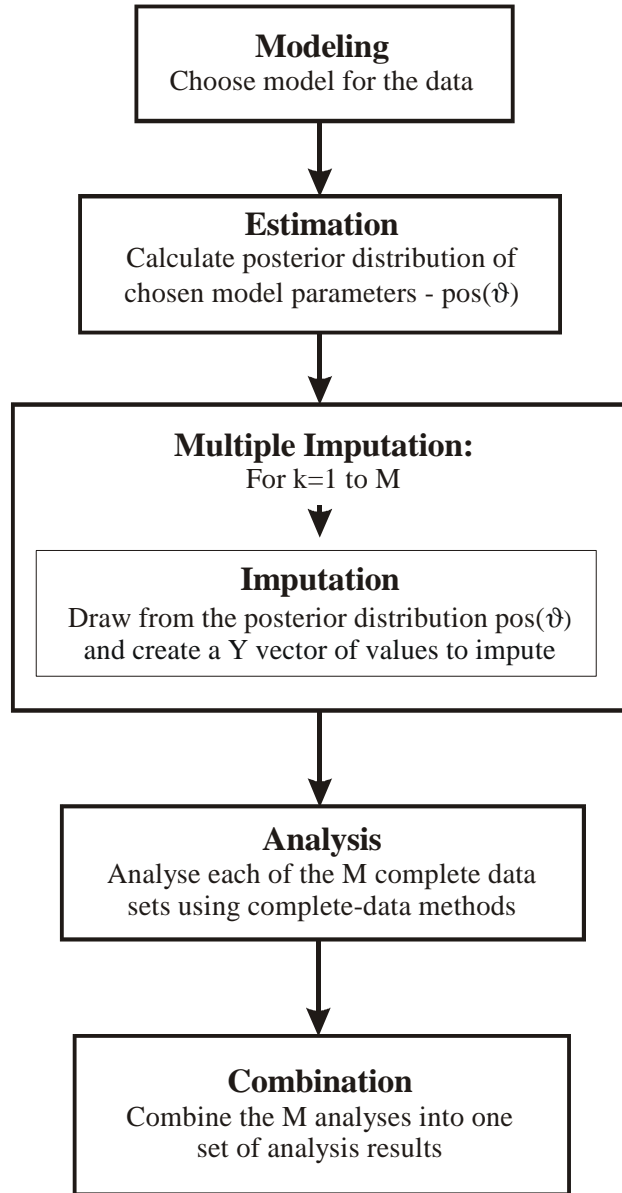 Modeling
Choose model for the data
Estimation
Calculate posterior distribution of
chosen model parameters - pos(ϑ)
Multiple Imputation:
For k=1 to M
Imputation
Draw from the posterior distribution pos(ϑ)
and create a Y vector of values to impute
Analysis
Analyse each of the M complete data
sets using complete-data methods
Combination
Combine the M analyses into one
set of analysis results